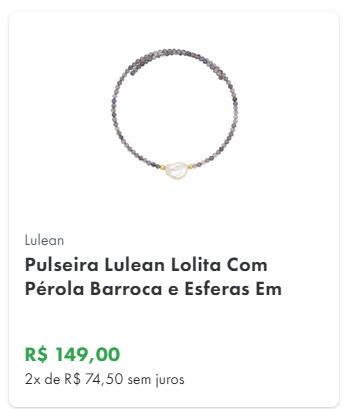 Lulean
Pulseira Lulean Lolita Com
Pérola Barroca e Esferas Em
R$ 149,00
2x de R$ 74,50 sem juros